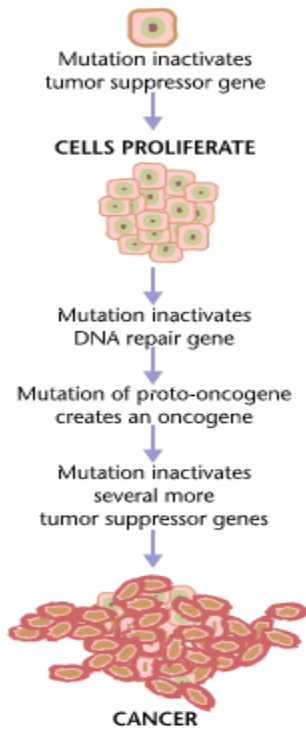 Mutation inactivates
tumor suppressor gene
CELLS PROLIFERATE
Mutation inactivates
DNA repair gene
Mutation of proto-oncogene
creates an oncogene
Mutation inactivates
several more
tumor suppressor genes
CANCER